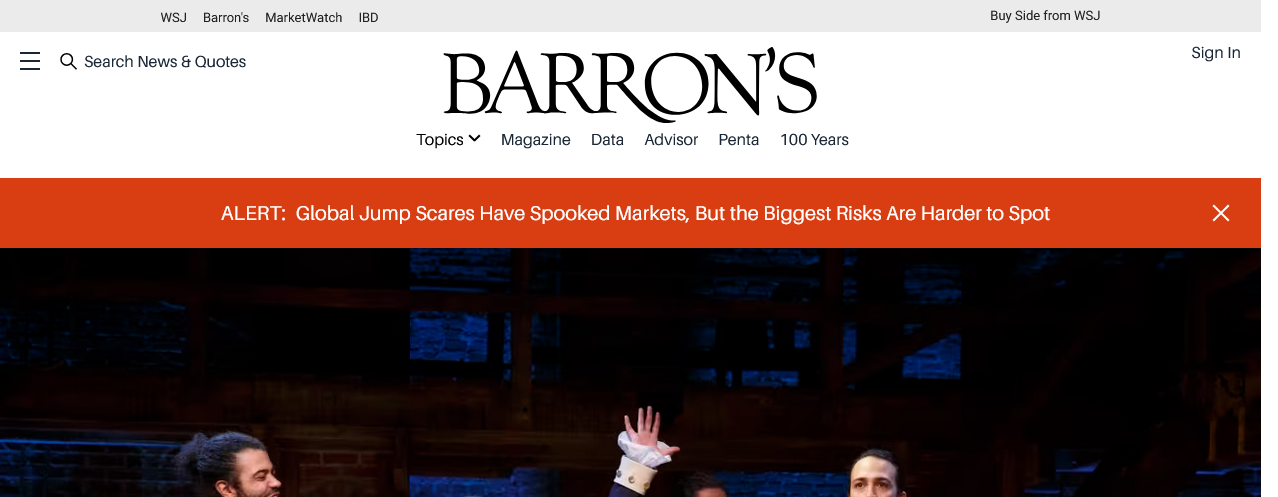 WSJ Barron's MarketWatch IBD Buy Side from WSJ
Search News & Quotes
BARRON'S
Sign In
Topics Magazine Data Advisor Penta 100 Years
ALERT: Global Jump Scares Have Spooked Markets, But the Biggest Risks Are Harder to Spot